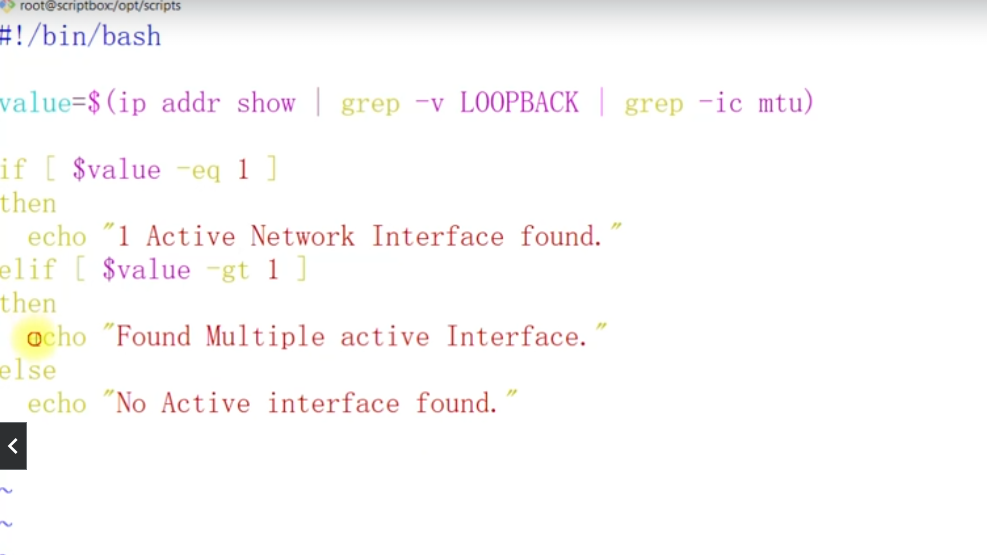 root@scriptbox:/opt/scripts
#!/bin/bash
value=$(ip addr show | grep -v LOOPBACK | grep -ic mtu)
if [ $value -eq 1 ]
then
echo "1 Active Network Interface found."
elif [ $value -gt 1 ]
then
echo "Found Multiple active Interface."
else
echo "No Active interface found."
~
~